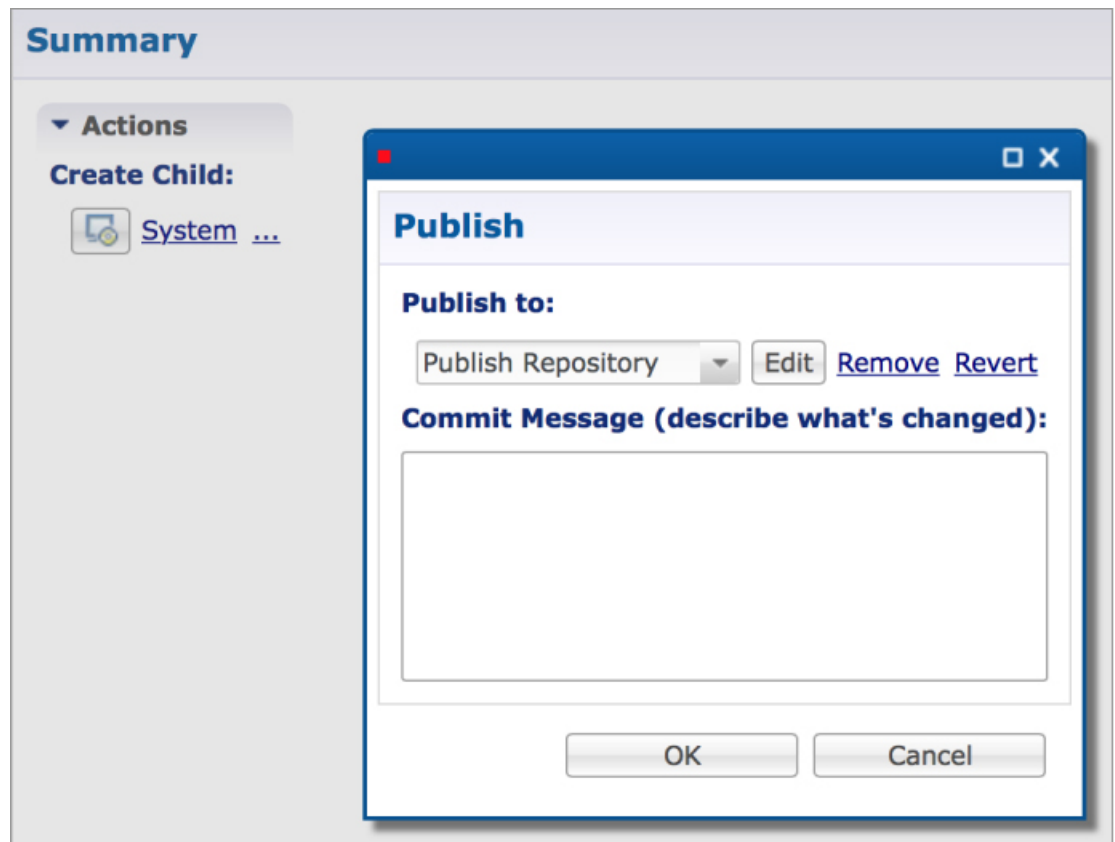 Summary
Actions
Create Child:
System ...
Publish
Publish to:
Publish Repository Edit Remove Revert
Commit Message (describe what's changed):
OK Cancel